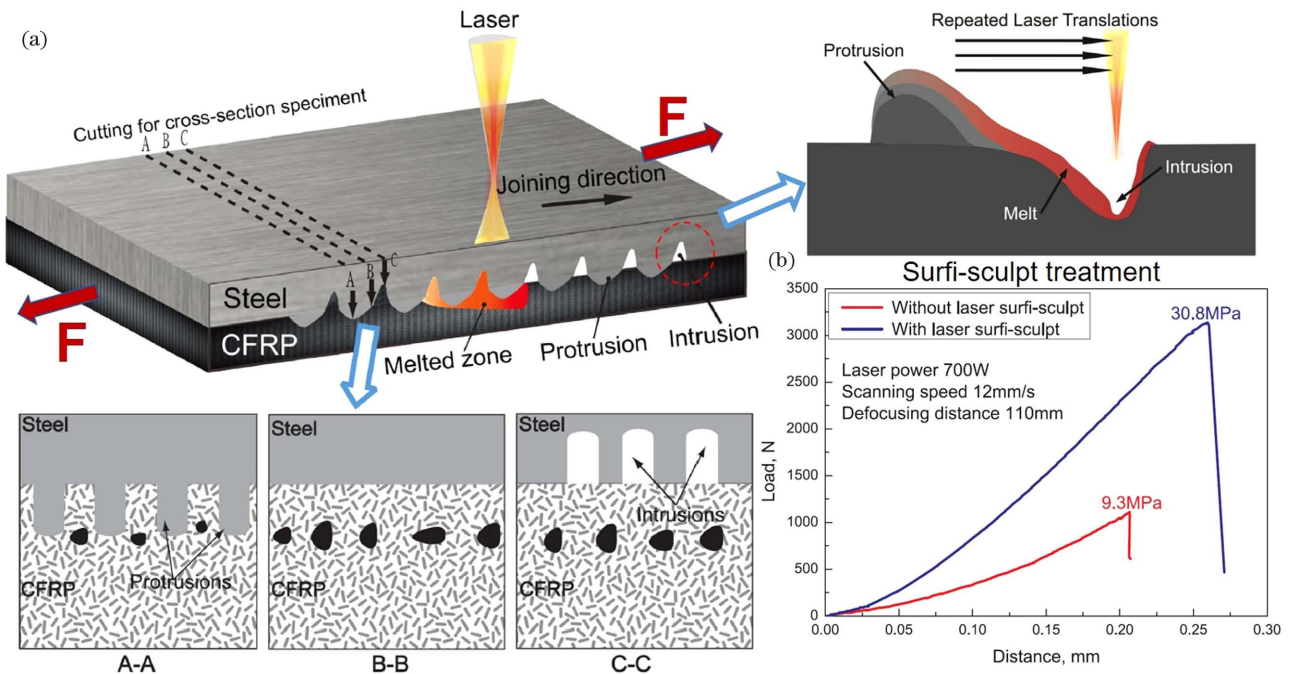 (a)
Laser
Cutting for cross-section speciment
A B C
F
Joining direction
A
B
C
Steel
CFRP
F
Melted zone
Protrusion
Intrusion
Repeated Laser Translations
Protrusion
Intrusion
Melt
Surfi-sculpt treatment
Steel
Protrusions
CFRP
A-A
Steel
CFRP
B-B
Steel
Intrusions
CFRP
C-C
(b)
3500
3000
2500
2000
1500
1000
500
0
Load, N
Without laser surfi-sculpt
With laser surfi-sculpt
30.8MPa
Laser power 700W
Scanning speed 12mm/s
Defocusing distance 110mm
9.3MPa
0.00 0.05 0.10 0.15 0.20 0.25 0.30
Distance, mm